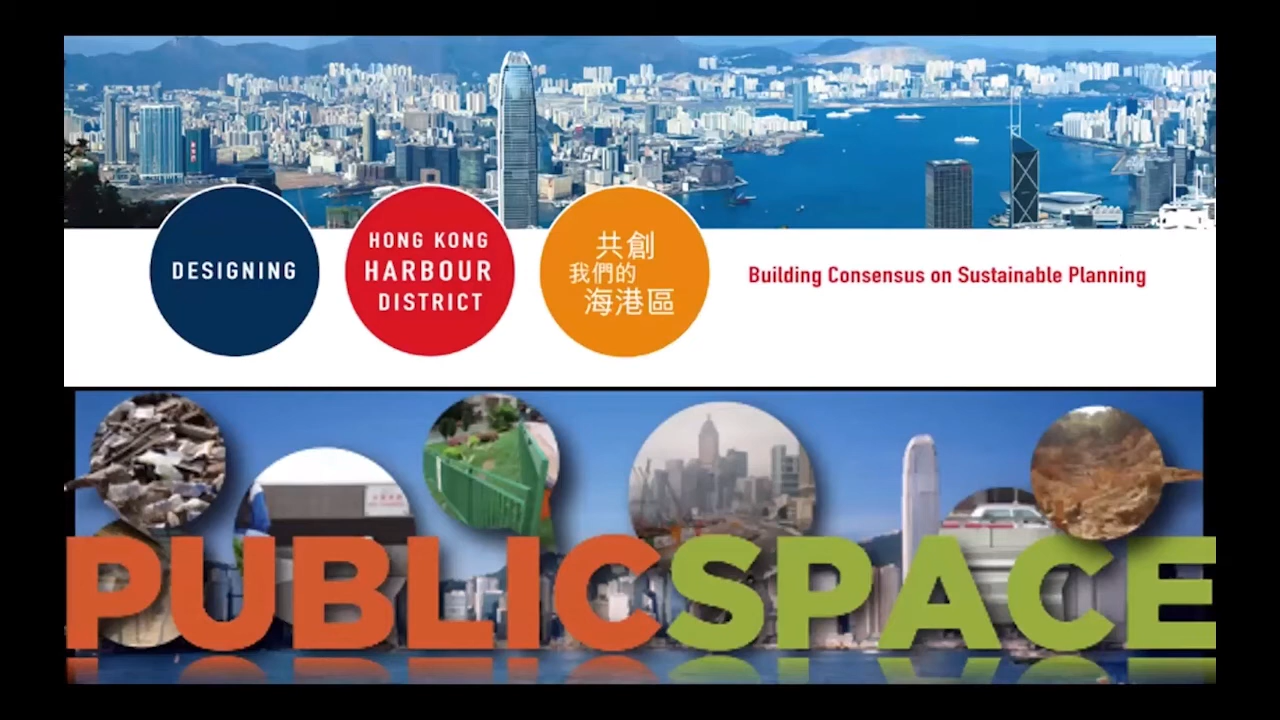 DESIGNING
HONG KONG
HARBOUR
DISTRICT
共創
我們的
海港區
Building Consensus on Sustainable Planning
PUBLICSPACE